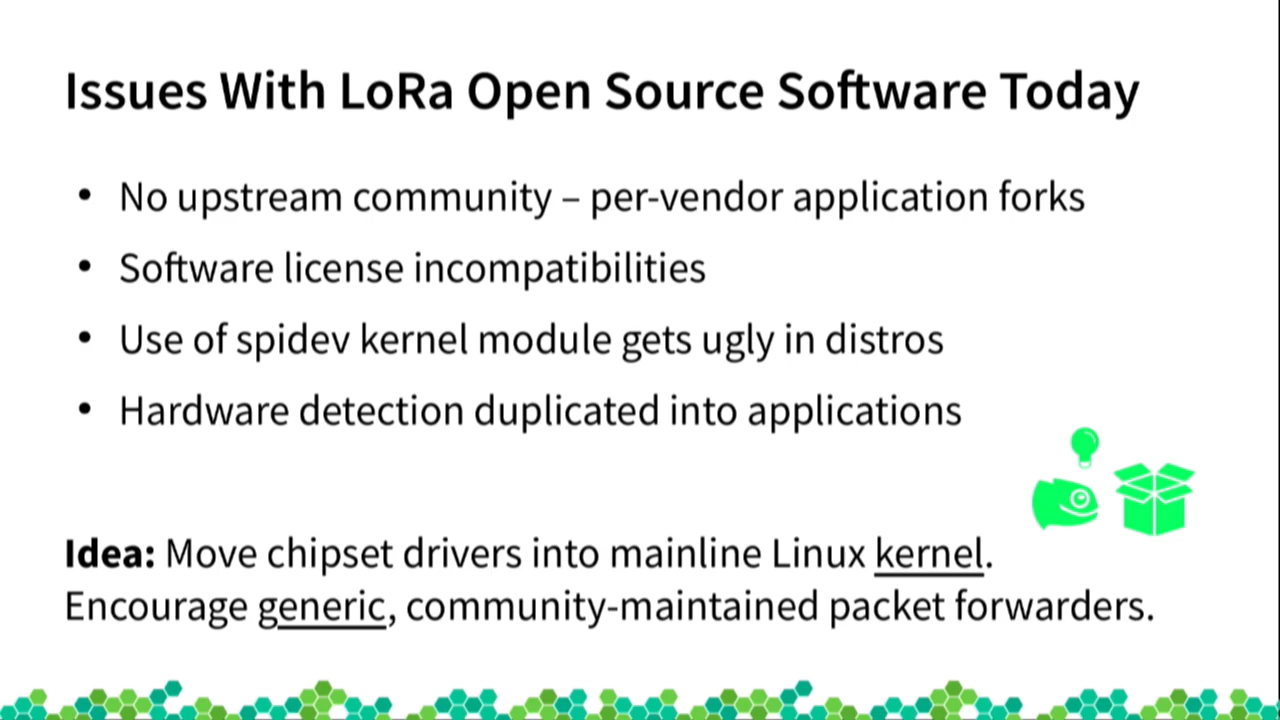 Issues With LoRa Open Source Software Today
• No upstream community – per-vendor application forks
• Software license incompatibilities
• Use of spidev kernel module gets ugly in distros
• Hardware detection duplicated into applications
Idea: Move chipset drivers into mainline Linux kernel.
Encourage generic, community-maintained packet forwarders.